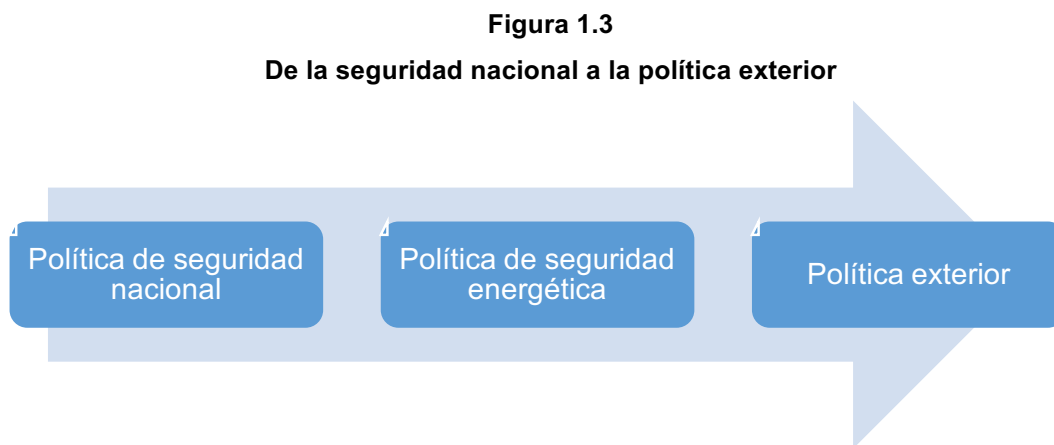 Figura 1.3
De la seguridad nacional a la política exterior
Política de seguridad
nacional
Política de seguridad
energética
Política exterior